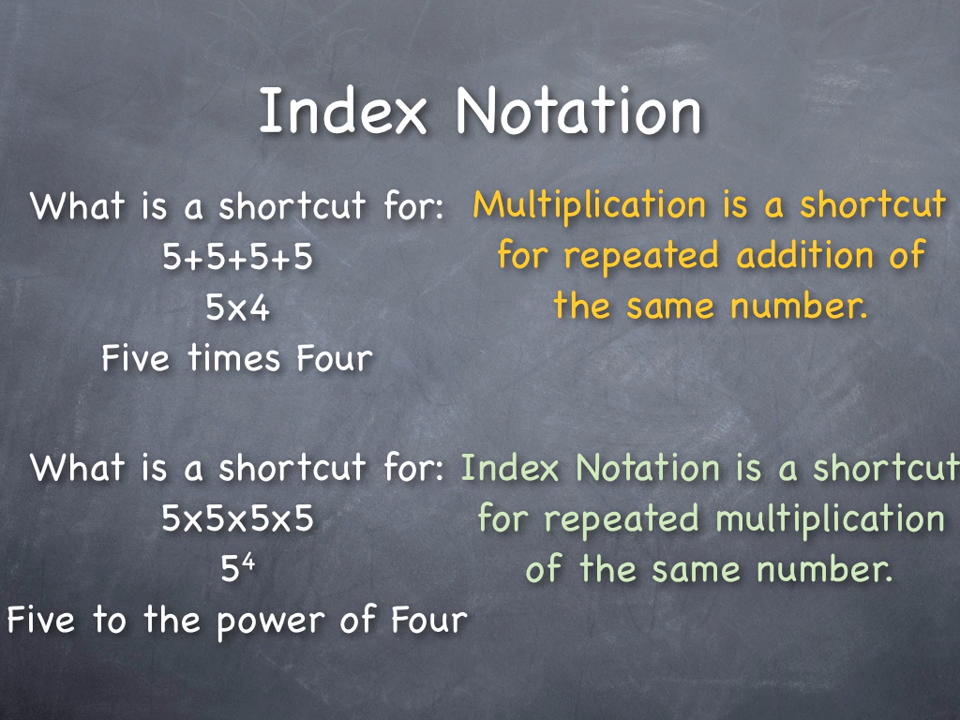 Index Notation
What is a shortcut for:
5+5+5+5
5x4
Five times Four
Multiplication is a shortcut
for repeated addition of
the same number.
What is a shortcut for:
5x5x5x5
5⁴
Five to the power of Four
Index Notation is a shortcut
for repeated multiplication
of the same number.